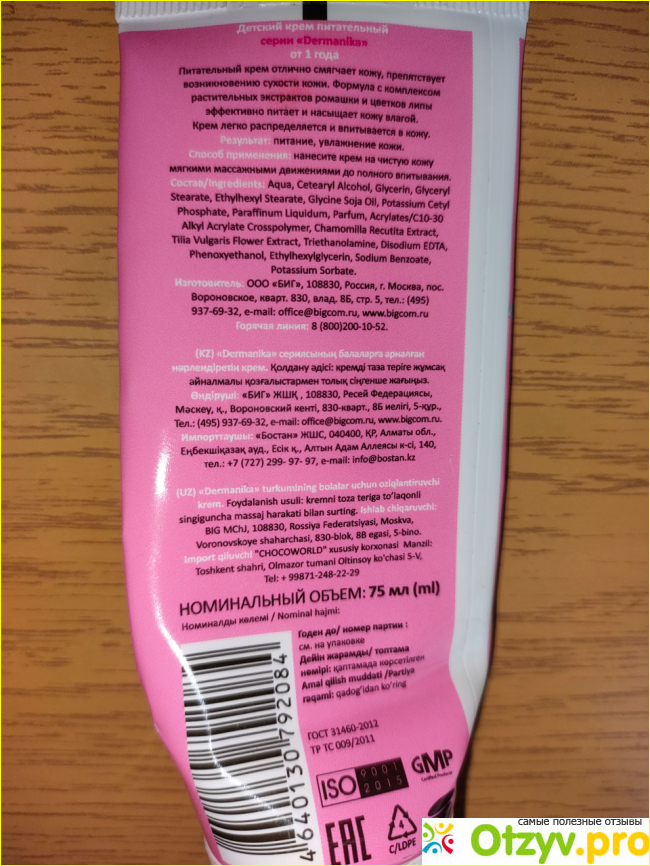 Детский крем питательный
серии «Dermanika»
от 1 года
Питательный крем отлично смягчает кожу, препятствует
возникновению сухости кожи. Формула с комплексом
растительных экстрактов ромашки и цветков липы
эффективно питает и насыщает кожу влагой.
Крем легко распределяется и впитывается в кожу.
Результат: питание, увлажнение кожи.
Способ применения: нанесите крем на чистую кожу
мягкими массажными движениями до полного впитывания.
Состав/Ingredients: Aqua, Cetearyl Alcohol, Glycerin, Glyceryl
Stearate, Ethylhexyl Stearate, Glycine Soja Oil, Potassium Cetyl
Phosphate, Paraffinum Liquidum, Parfum, Acrylates/C10-30
Alkyl Acrylate Crosspolymer, Chamomilla Recutita Extract,
Tilia Vulgaris Flower Extract, Triethanolamine, Disodium EDTA,
Phenoxyethanol, Ethylhexylglycerin, Sodium Benzoate,
Potassium Sorbate.
Изготовитель: ООО «БИГ», 108830, Россия, г. Москва, пос.
Вороновское, кварт. 830, влад. 8Б, стр. 5, тел.: (495)
937-69-32, e-mail: office@bigcom.ru, www.bigcom.ru
Горячая линия: 8 (800)200-10-52.
(KZ) «Dermanika» сериясының балаларға арналған
нәрлендіретін крем. Қолдану әдісі: кремді таза теріге жұмсақ
айналмалы қозғалыстармен толық сіңгенше жағыңыз.
Өндіруші: «БИГ» ЖШҚ , 108830, Ресей Федерациясы,
Мәскеу, қ., Вороновский кенті, 830-кварт., 8Б иелігі, 5-құр.,
Тел.: (495) 937-69-32, e-mail: office@bigcom.ru, www.bigcom.ru.
Импорттаушы: «Бостан» ЖШС, 040400, ҚР, Алматы обл.,
Еңбекшіқазақ ауд., Есік қ., Алтын Адам Аллеясы к-сі, 140,
тел.: +7 (727) 299- 97- 97, e-mail: info@bostan.kz
(UZ) «Dermanika» turkumining bolalar uchun oziqlantiruvchi
krem. Foydalanish usuli: kremni toza teriga to'laqonli
singiguncha massaj harakati bilan surting. Ishlab chiqaruvchi:
BIG MChJ, 108830, Rossiya Federatsiyasi, Moskva,
Voronovskoye shaharchasi, 830-blok, 8B egasi, 5-bino.
Import qiluvchi "CHOCOWORLD" xususiy korxonasi Manzil:
Toshkent shahri, Olmazor tumani Oltinsoy ko'chasi 5-V,
Tel: + 99871-248-22-29
НОМИНАЛЬНЫЙ ОБЪЕМ: 75 мл (ml)
Номиналды көлемі / Nominal hajmi:
Годен до/ номер партии :
см. на упаковке
Дейін жарамды/ топтама
нөмірі: қаптамада көрсетілген
Amal qilish muddati /Partiya
raqami: qadog'idan ko'ring
4640130792084
ГОСТ 31460-2012
ТР ТС 009/2011
ISO 9001
2015
GMP
Certified Producer
EAC
4
C/LDPE
самые полезные отзывы
Otzyv.pro